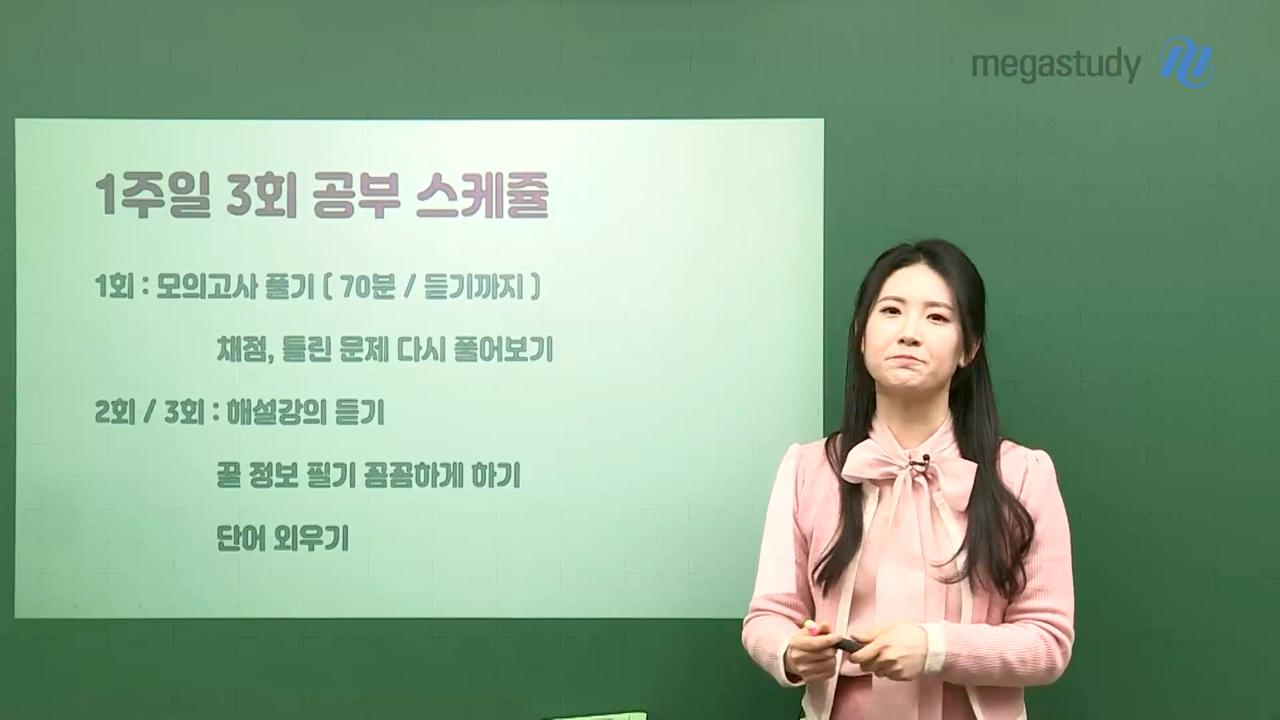 megastudy
1주일 3회 공부 스케쥴
1회 : 모의고사 풀기 ( 70분 / 듣기까지 )
채점, 틀린 문제 다시 풀어보기
2회 / 3회 : 해설강의 듣기
꿀 정보 필기 꼼꼼하게 하기
단어 외우기